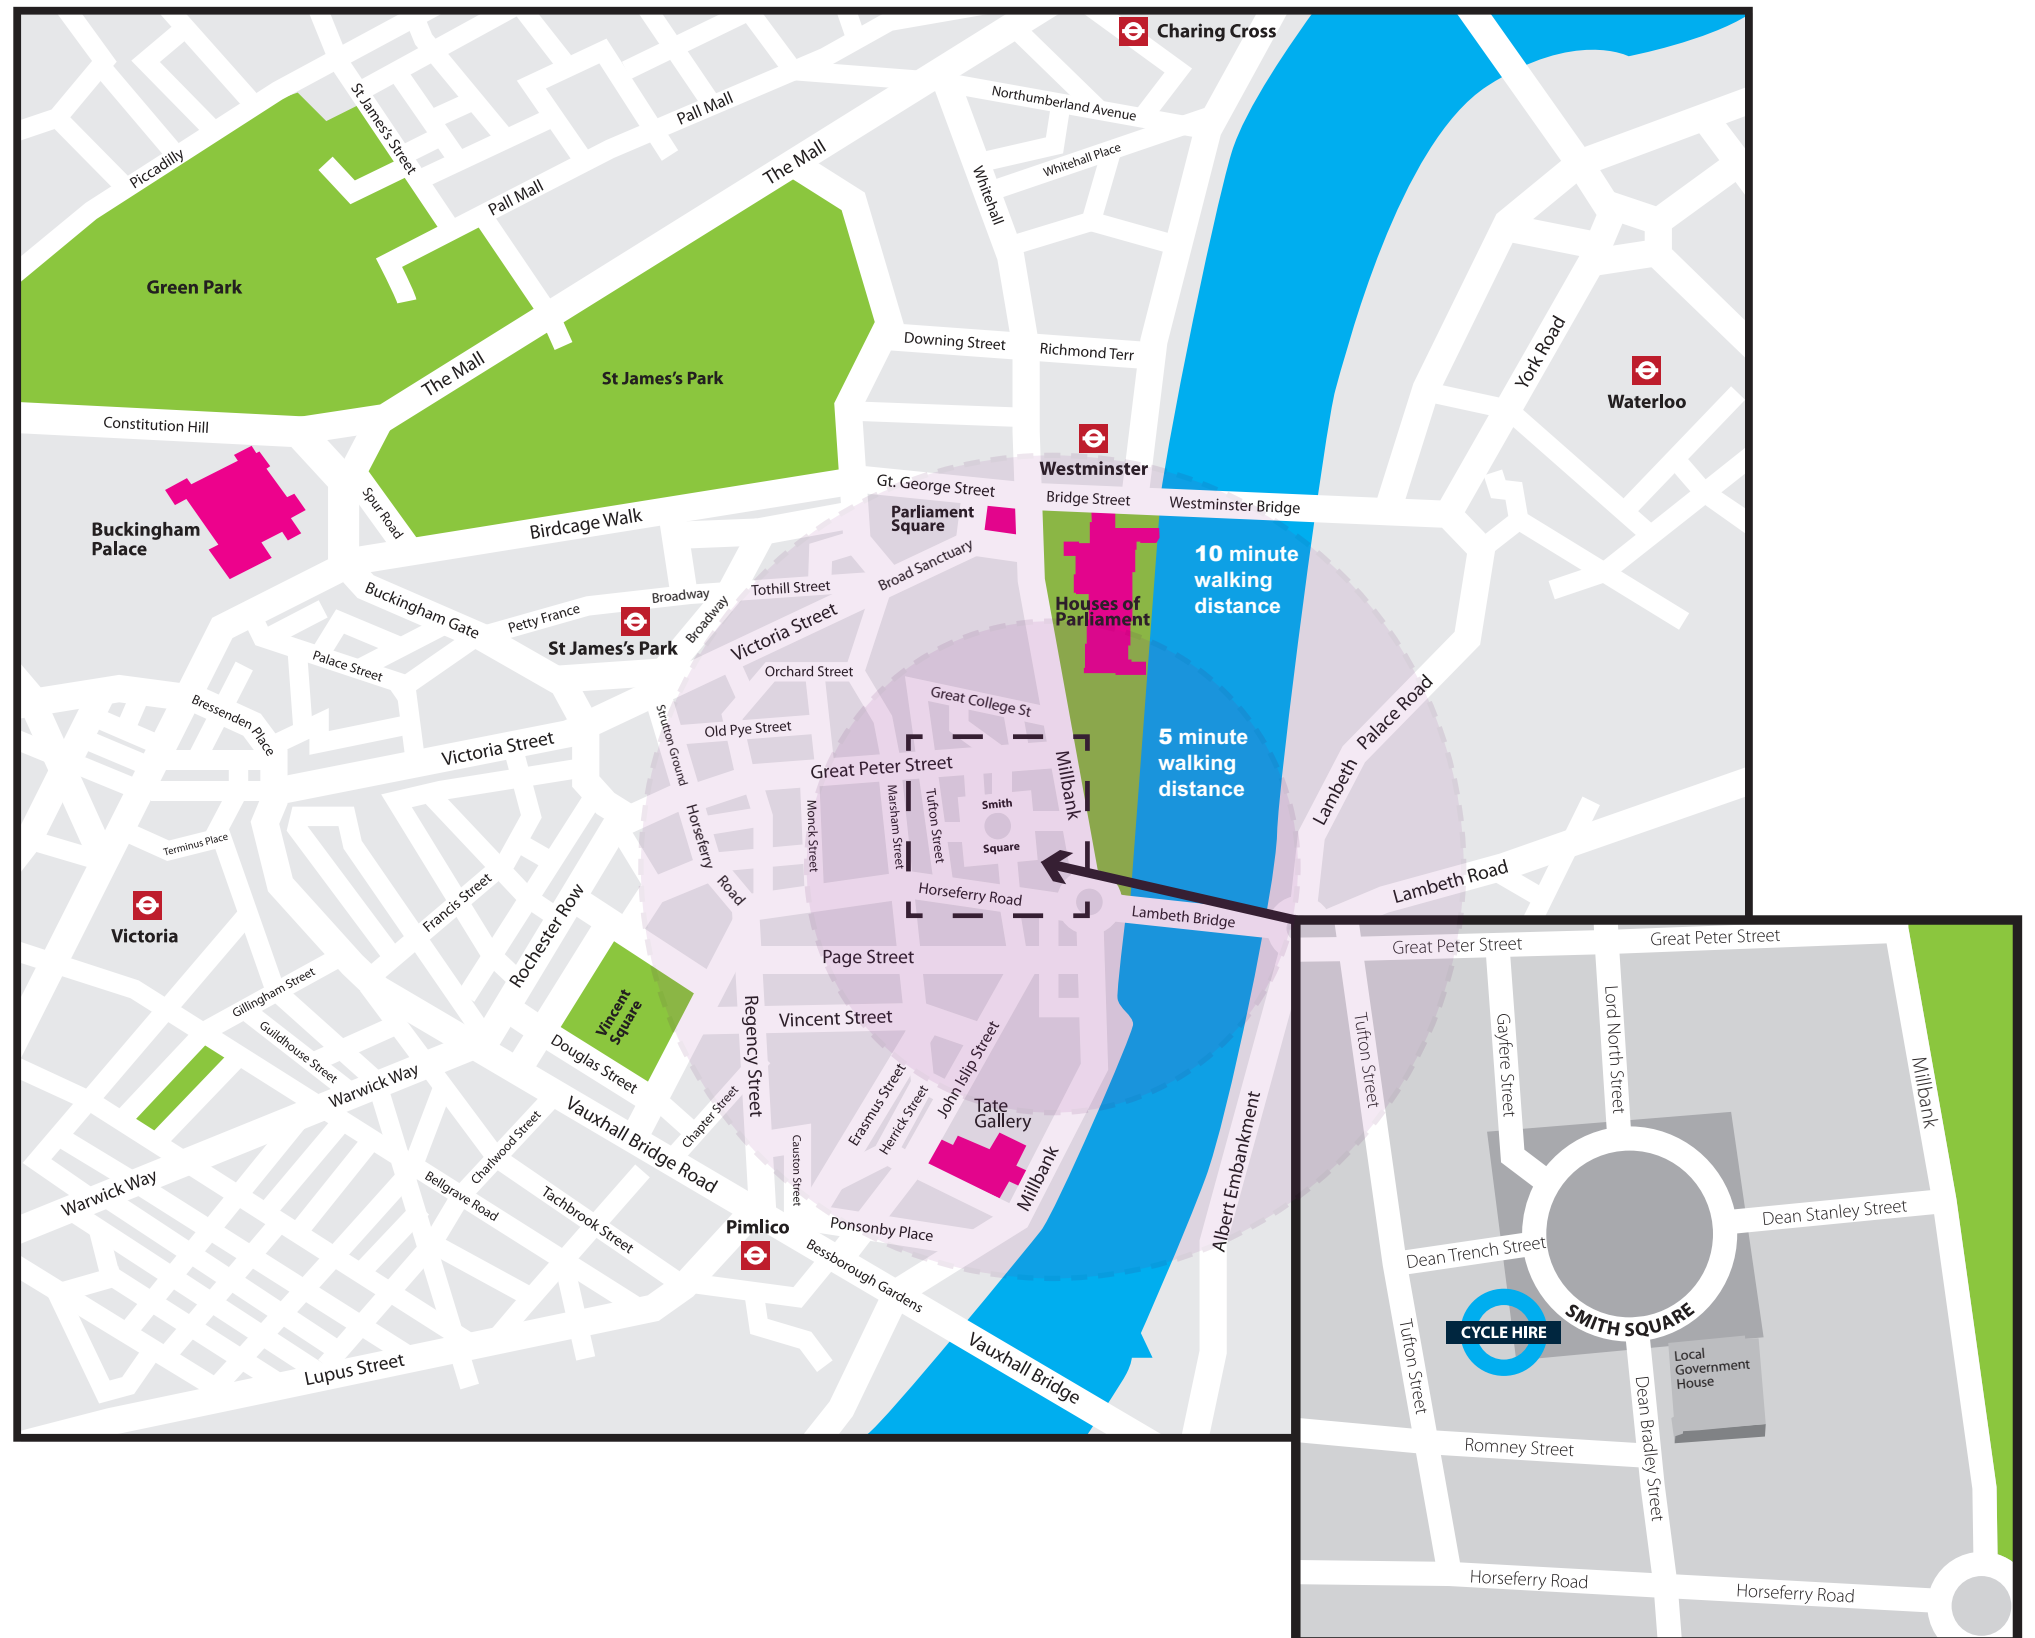 Charing Cross
St James's Street
Pall Mall
Northumberland Avenue
Piccadilly
The Mall
Whitehall Place
Whitehall
Pall Mall
Green Park
Downing Street
Richmond Terr
York Road
The Mall
St James's Park
Waterloo
Constitution Hill
Westminster
Gt. George Street
Bridge Street
Westminster Bridge
Spur Road
Birdcage Walk
Parliament
Square
Buckingham
Palace
Broad Sanctuary
10 minute
walking
distance
Buckingham Gate
Petty France
Broadway
Tothill Street
Broadway
Houses of
Parliament
Victoria Street
St James's Park
Palace Street
Orchard Street
Great College St
Bressenden Place
Strutton Ground
Old Pye Street
Victoria Street
Great Peter Street
Millbank
5 minute
walking
distance
Lambeth
Palace Road
Horseferry
Road
Monck Street
Marsham Street
Tufton Street
Smith
Square
Terminus Place
Francis Street
Rochester Row
Horseferry Road
Lambeth Bridge
Lambeth Road
Victoria
Page Street
Gillingham Street
Guildhouse Street
Vincent
Square
Regency Street
Vincent Street
Douglas Street
Warwick Way
John Islip Street
Erasmus Street
Herrick Street
Tate
Gallery
Vauxhall Bridge Road
Chapter Street
Charlwood Street
Causton Street
Millbank
Albert Embankment
Warwick Way
Bellgrave Road
Tachbrook Street
Pimlico
Ponsonby Place
Bessborough Gardens
Lupus Street
Vauxhall Bridge
Great Peter Street
Great Peter Street
Tufton Street
Gayfere Street
Lord North Street
Millbank
Dean Stanley Street
Dean Trench Street
SMITH SQUARE
CYCLE HIRE
Tufton Street
Local
Government
House
Dean Bradley Street
Romney Street
Horseferry Road
Horseferry Road